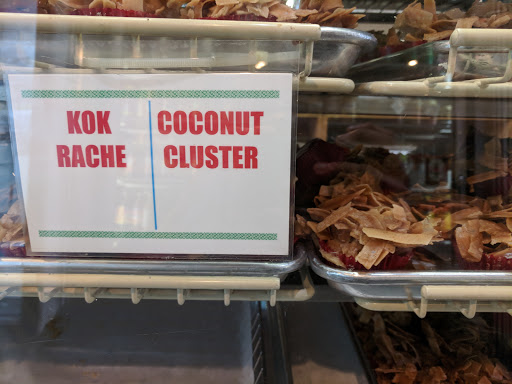 KOK
RACHE
COCONUT
CLUSTER